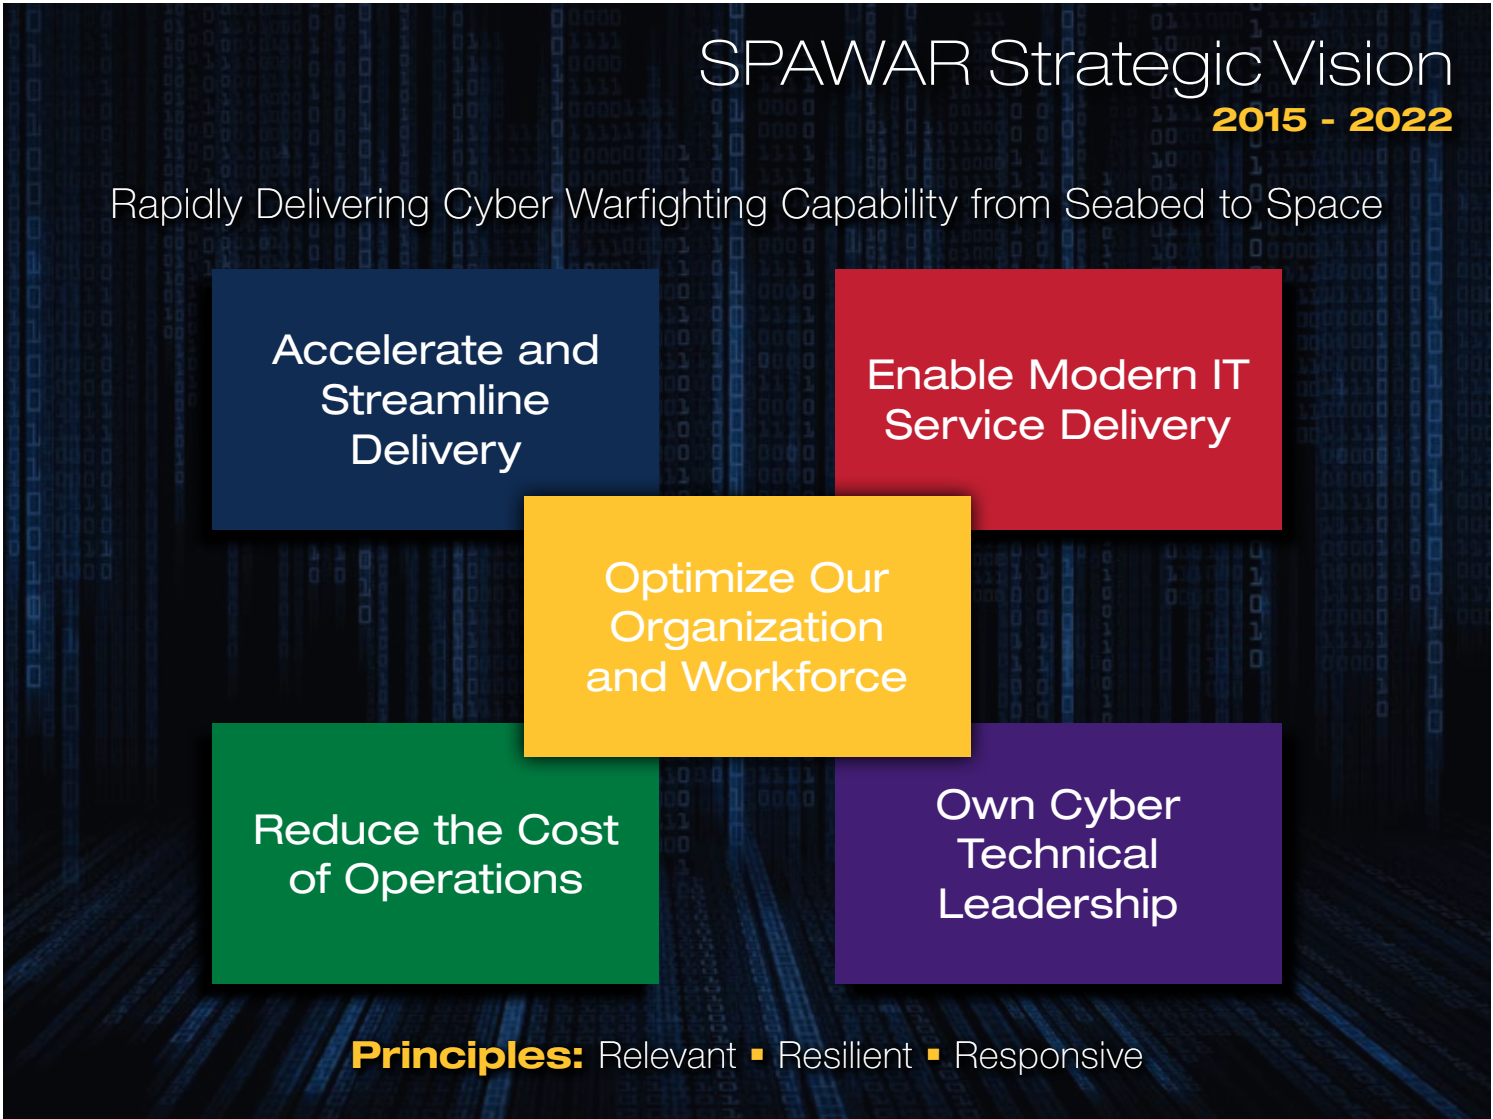 SPAWAR Strategic Vision
2015 - 2022
Rapidly Delivering Cyber Warfighting Capability from Seabed to Space
Accelerate and
Streamline
Delivery
Enable Modern IT
Service Delivery
Optimize Our
Organization
and Workforce
Reduce the Cost
of Operations
Own Cyber
Technical
Leadership
Principles: Relevant ▪ Resilient ▪ Responsive